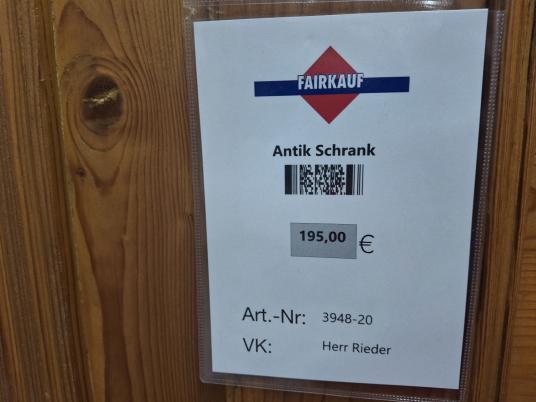 FAIRKAUF
Antik Schrank
195,00 €
Art.-Nr: 3948-20
VK: Herr Rieder